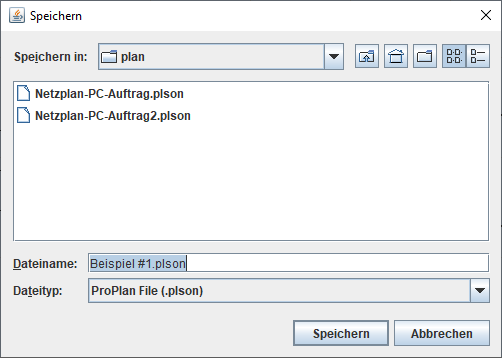 Speichern
Speichern in: plan
Netzplan-PC-Auftrag.plson
Netzplan-PC-Auftrag2.plson
Dateiname: Beispiel #1.plson
Dateityp: ProPlan File (.plson)
Speichern Abbrechen